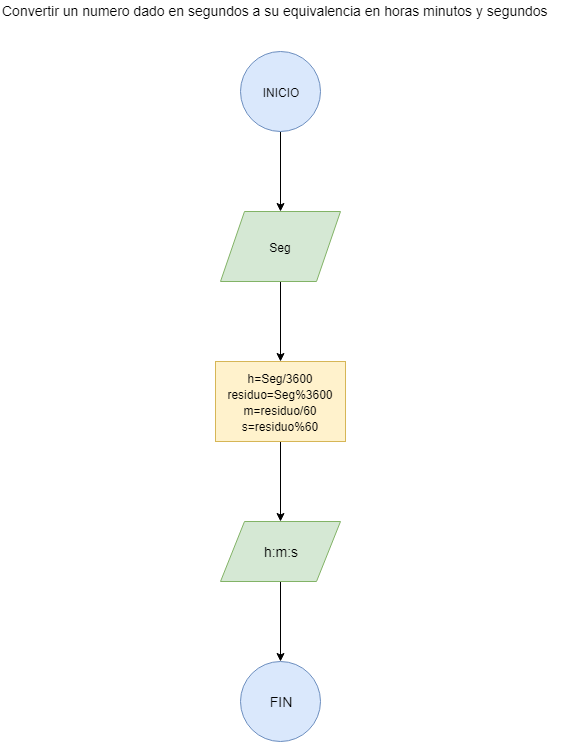 Convertir un numero dado en segundos a su equivalencia en horas minutos y segundos
INICIO
Seg
h=Seg/3600
residuo=Seg%3600
m=residuo/60
s=residuo%60
h:m:s
FIN